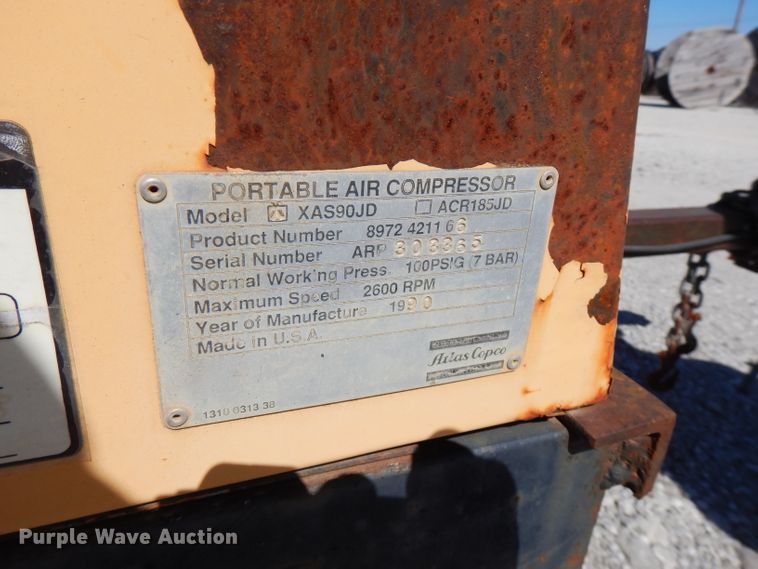 PORTABLE AIR COMPRESSOR
Model XAS90JD ACR185JD
Product Number 8972 4211 66
Serial Number ARP 308365
Normal Working Press. 100PSIG (7 BAR)
Maximum Speed 2600 RPM
Year of Manufacture 1990
Made in U.S.A.
Atlas Copco
1310 0313 38
Purple Wave Auction